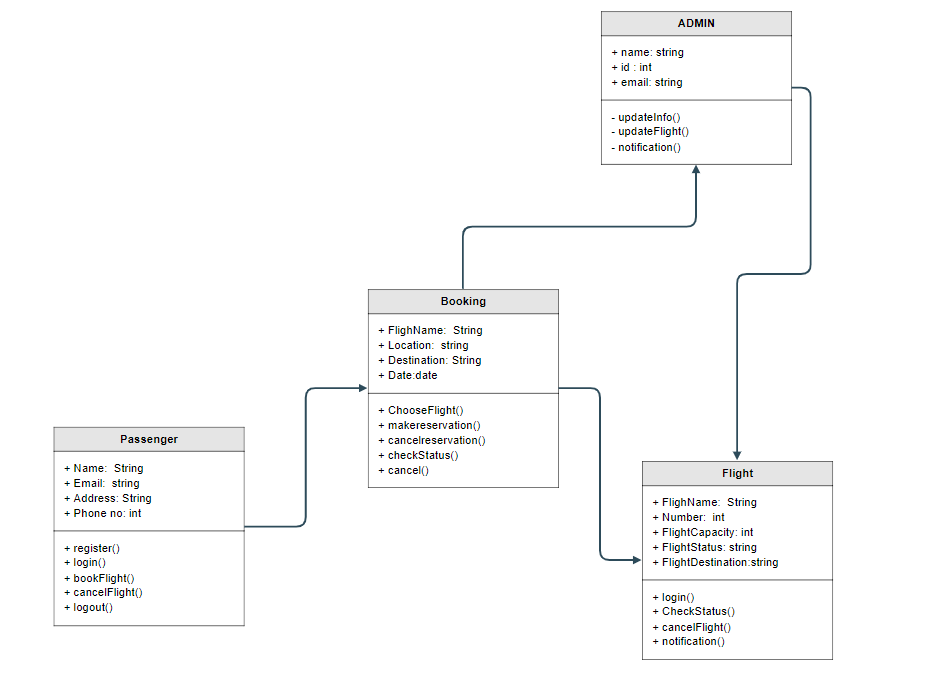 ADMIN
+ name: string
+ id : int
+ email: string
- updateInfo()
- updateFlight()
- notification()
Booking
+ FlighName:  String
+ Location:  string
+ Destination: String
+ Date:date
+ ChooseFlight()
+ makereservation()
+ cancelreservation()
+ checkStatus()
+ cancel()
Passenger
+ Name:  String
+ Email:  string
+ Address: String
+ Phone no: int
+ register()
+ login()
+ bookFlight()
+ cancelFlight()
+ logout()
Flight
+ FlighName:  String
+ Number:  int
+ FlightCapacity: int
+ FlightStatus: string
+ FlightDestination:string
+ login()
+ CheckStatus()
+ cancelFlight()
+ notification()